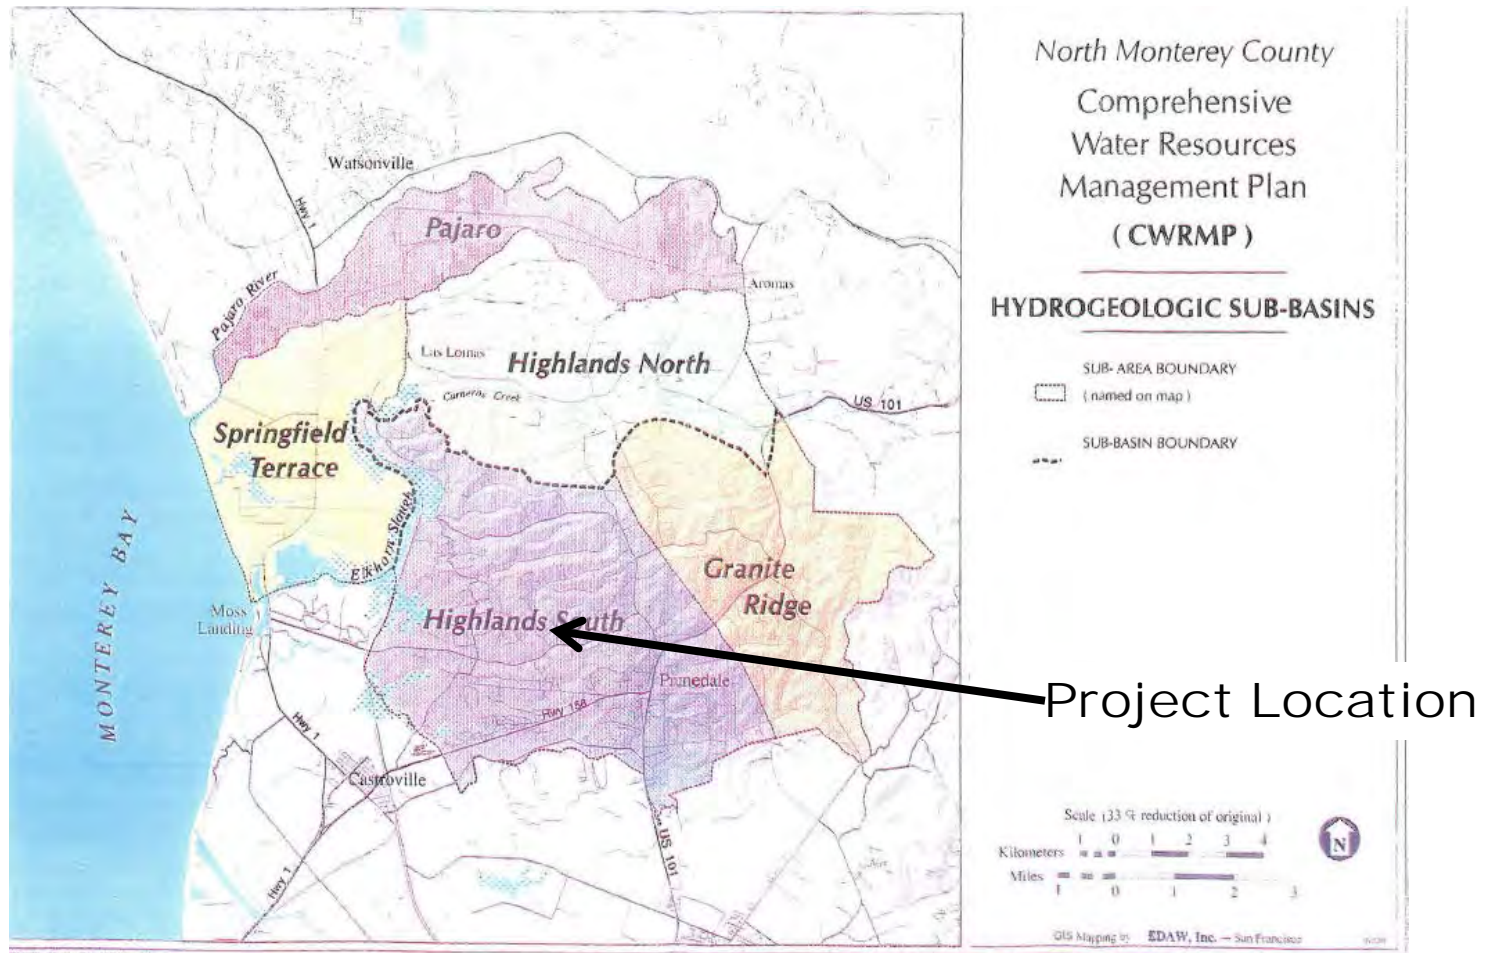 North Monterey County
Comprehensive
Water Resources
Management Plan
( CWRMP )
HYDROGEOLOGIC SUB-BASINS
SUB- AREA BOUNDARY
( named on map )
SUB-BASIN BOUNDARY
Watsonville
Hwy 1
Pajaro
Pajaro River
Aromas
Las Lomas
Highlands North
Carneros Creek
US 101
Springfield
Terrace
MONTEREY BAY
Elkhorn Slough
Granite
Ridge
Moss
Landing
Highlands South
Prunedale
Project Location
Hwy 156
Hwy 1
Castroville
US 101
Hwy 1
Scale (33 % reduction of original )
1 0 1 2 3 4
Kilometers
Miles
1 0 1 2 3
N
GIS Mapping by EDAW, Inc. – San Francisco